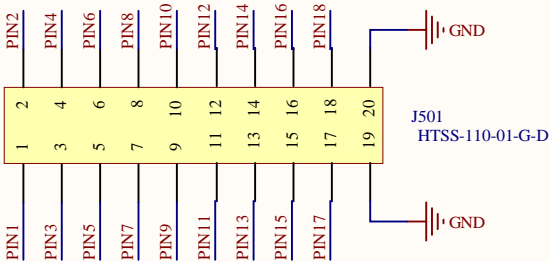 PIN2 PIN4 PIN6 PIN8 PIN10 PIN12 PIN14 PIN16 PIN18
GND
2 4 6 8 10 12 14 16 18 20
1 3 5 7 9 11 13 15 17 19
J501
HTSS-110-01-G-D
GND
PIN1 PIN3 PIN5 PIN7 PIN9 PIN11 PIN13 PIN15 PIN17